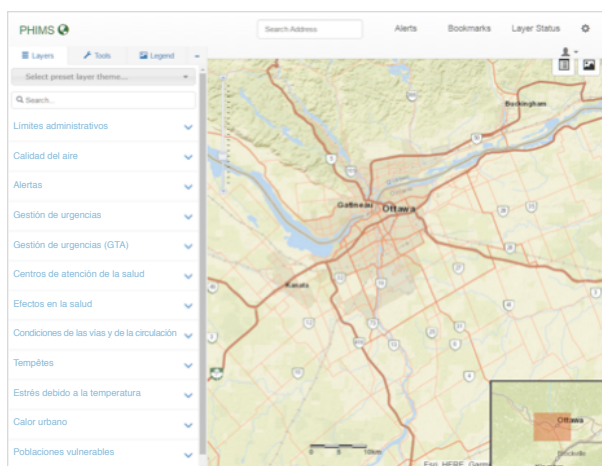 PHIMS
Search Address
Alerts
Bookmarks
Layer Status
Layers
Tools
Legend
Select preset layer theme...
Search...
Límites administrativos
Calidad del aire
Alertas
Gestión de urgencias
Gestión de urgencias (GTA)
Centros de atención de la salud
Efectos en la salud
Condiciones de las vías y de la circulación
Tempêtes
Estrés debido a la temperatura
Calor urbano
Poblaciones vulnerables
Buckingham
Gatineau
Ottawa
Kanata
0 5 10km
Ottawa
Brockville
Esri, HERE, Garmin